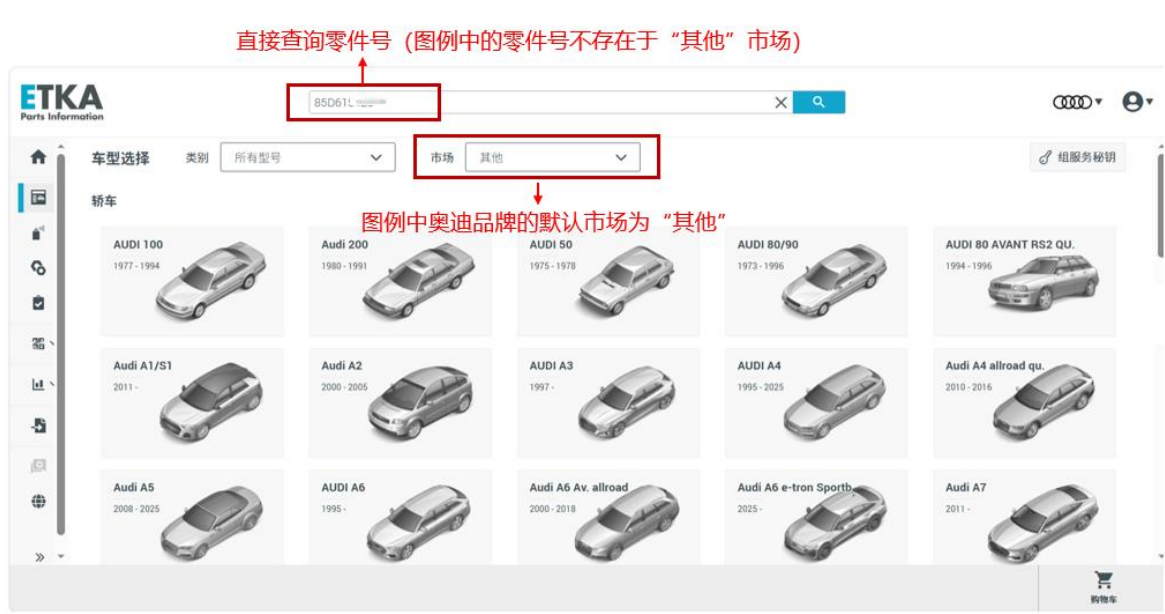 直接查询零件号（图例中的零件号不存在于“其他”市场）
ETKA
Parts Information
车型选择
类别
所有型号
市场
其他
组服务秘钥
轿车
图例中奥迪品牌的默认市场为“其他”
AUDI 100
1977 - 1994
Audi 200
1980 - 1991
AUDI 50
1975 - 1978
AUDI 80/90
1973 - 1996
AUDI 80 AVANT RS2 QU.
1994 - 1996
Audi A1/S1
2011 -
Audi A2
2000 - 2005
AUDI A3
1997 -
AUDI A4
1995 - 2025
Audi A4 allroad qu.
2010 - 2016
Audi A5
2008 - 2025
AUDI A6
1995 -
Audi A6 Av. allroad
2000 - 2018
Audi A6 e-tron Sportb.
2025 -
Audi A7
2011 -
购物车